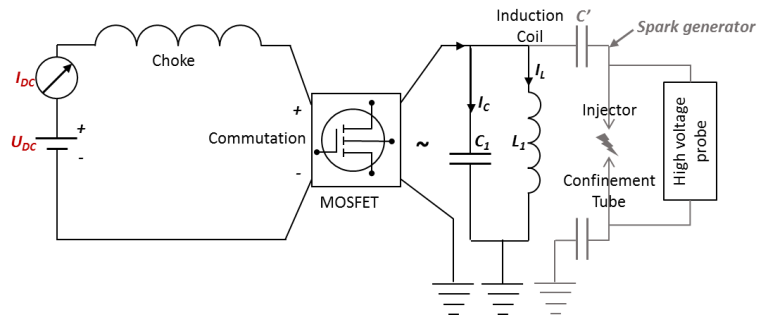 Induction
Coil
C'
Spark generator
Choke
I_DC
U_DC
+
-
Commutation
+
-
MOSFET
~
I_C
C_1
I_L
L_1
Injector
Confinement
Tube
High voltage
probe